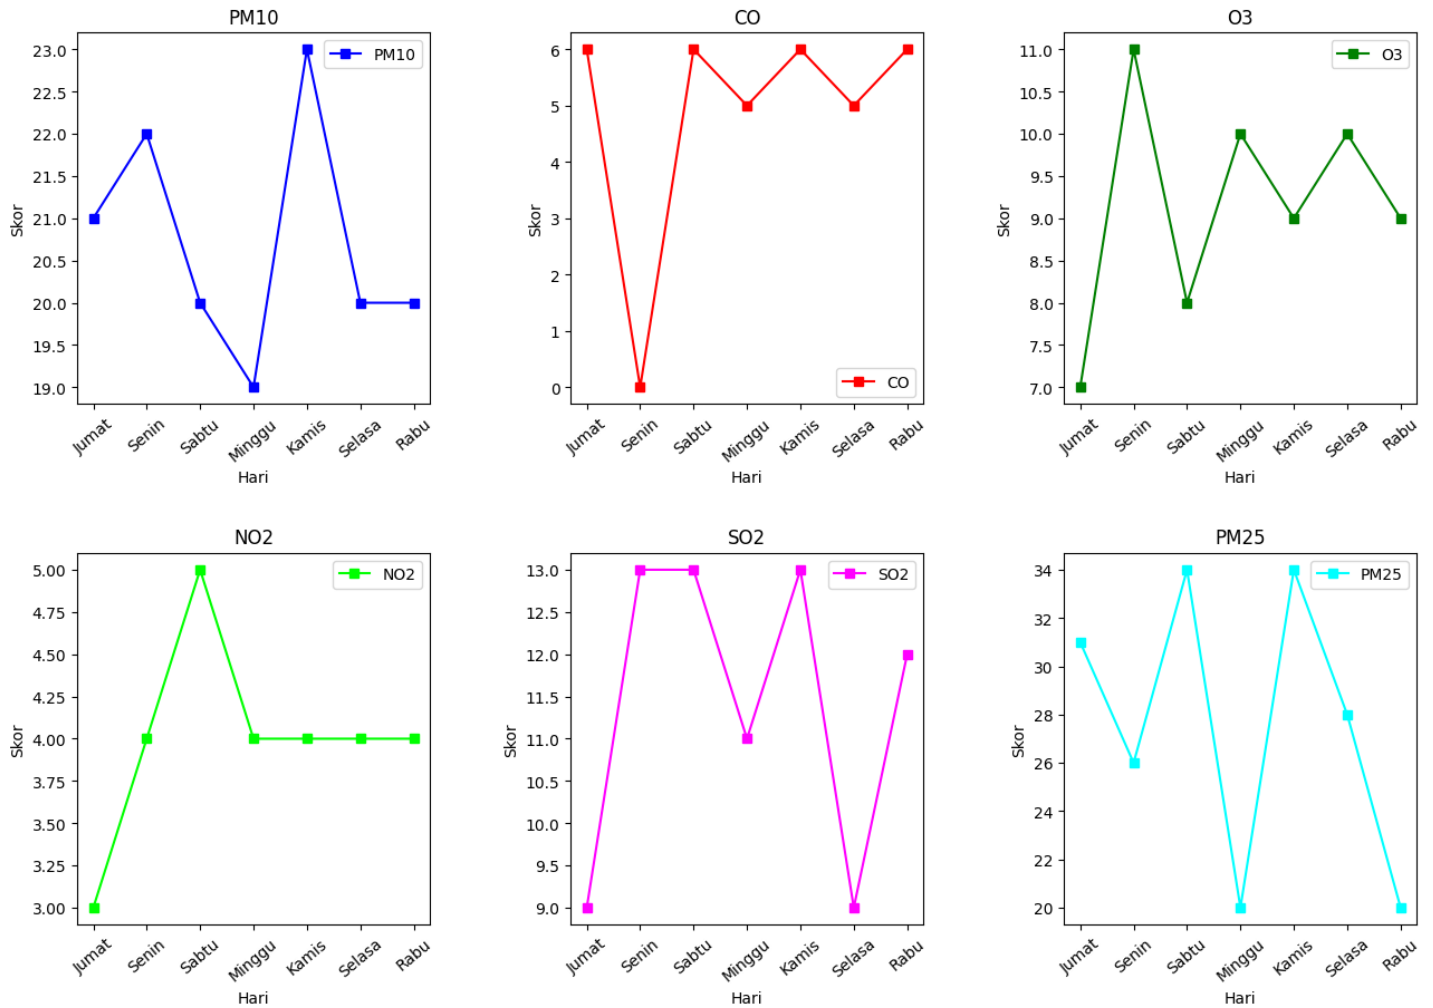 PM10
23.0
22.5
22.0
21.5
21.0
20.5
20.0
19.5
19.0
Skor
PM10
Jumat Senin Sabtu Minggu Kamis Selasa Rabu
Hari
CO
6
5
4
3
2
1
0
Skor
CO
Jumat Senin Sabtu Minggu Kamis Selasa Rabu
Hari
O3
11.0
10.5
10.0
9.5
9.0
8.5
8.0
7.5
7.0
Skor
O3
Jumat Senin Sabtu Minggu Kamis Selasa Rabu
Hari
NO2
5.00
4.75
4.50
4.25
4.00
3.75
3.50
3.25
3.00
Skor
NO2
Jumat Senin Sabtu Minggu Kamis Selasa Rabu
Hari
SO2
13.0
12.5
12.0
11.5
11.0
10.5
10.0
9.5
9.0
Skor
SO2
Jumat Senin Sabtu Minggu Kamis Selasa Rabu
Hari
PM25
34
32
30
28
26
24
22
20
Skor
PM25
Jumat Senin Sabtu Minggu Kamis Selasa Rabu
Hari